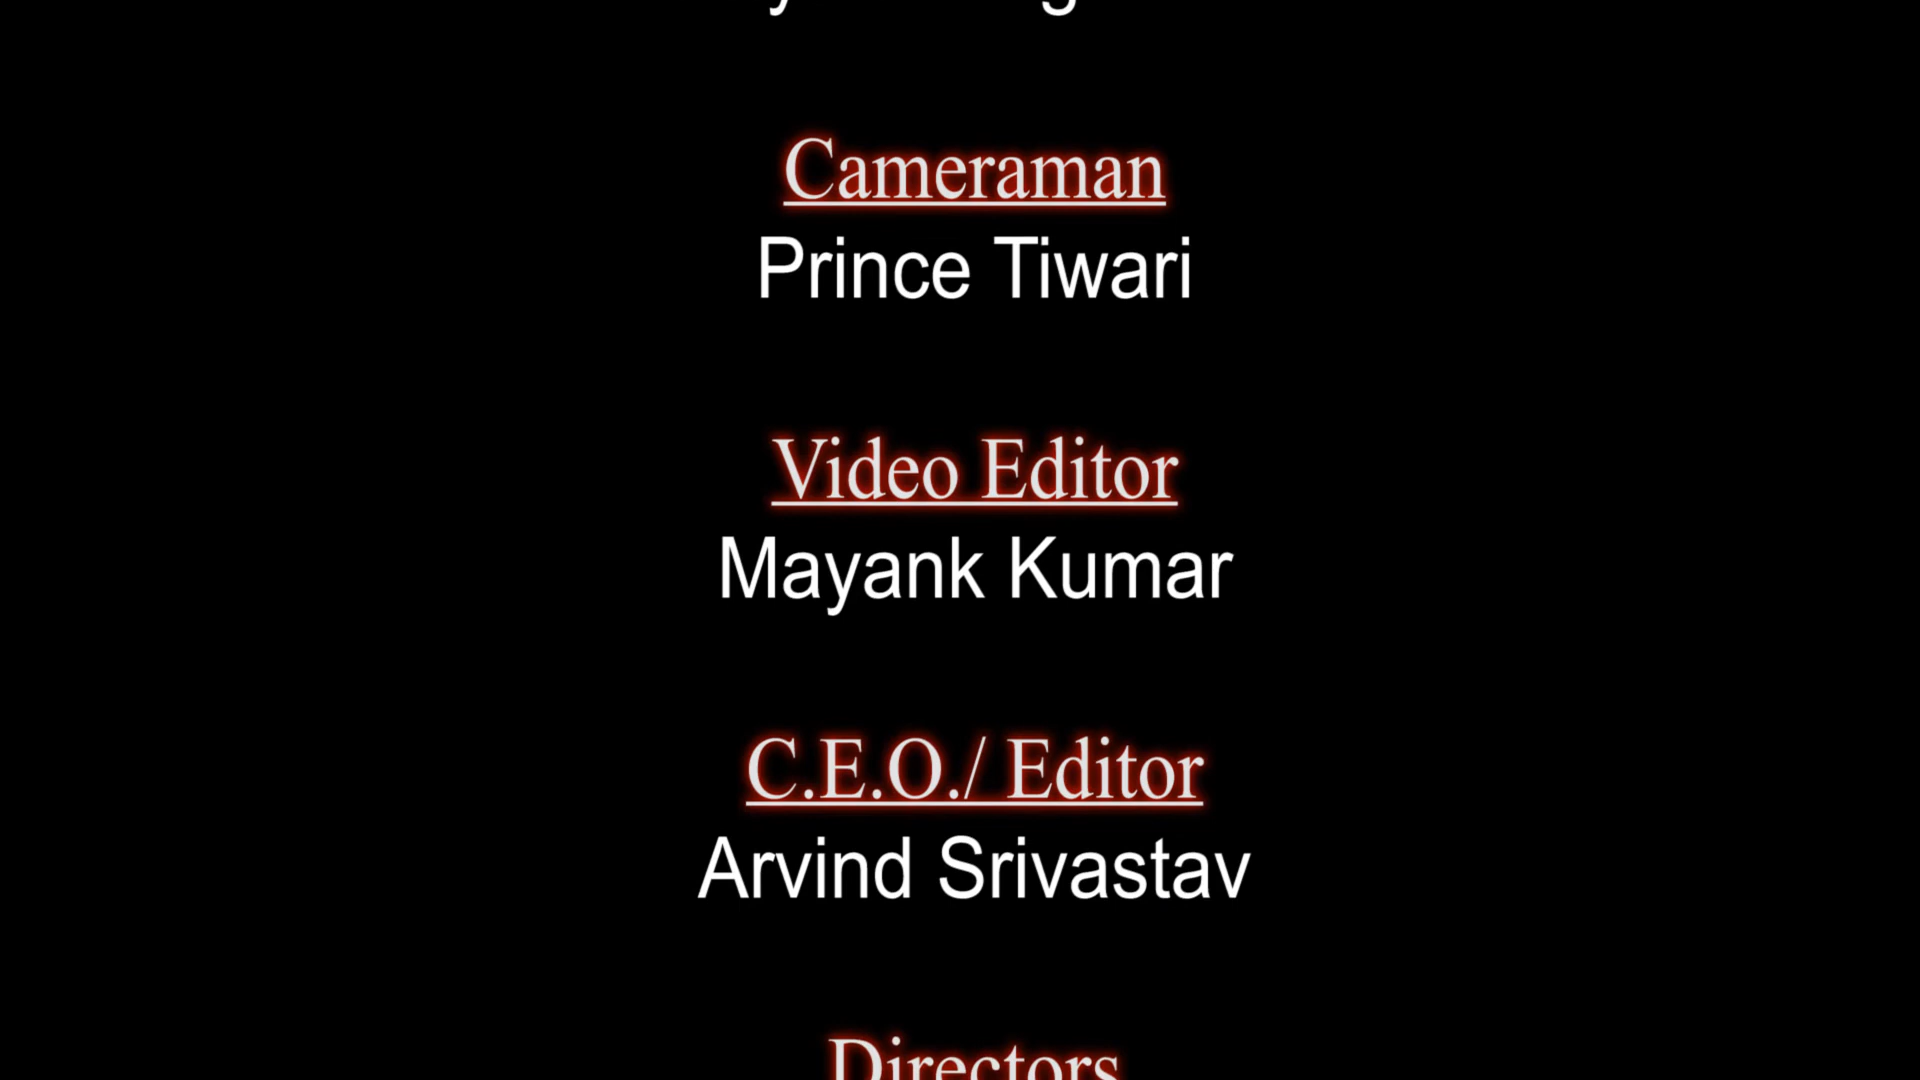 Cameraman
Prince Tiwari
Video Editor
Mayank Kumar
C.E.O./ Editor
Arvind Srivastav
Directors